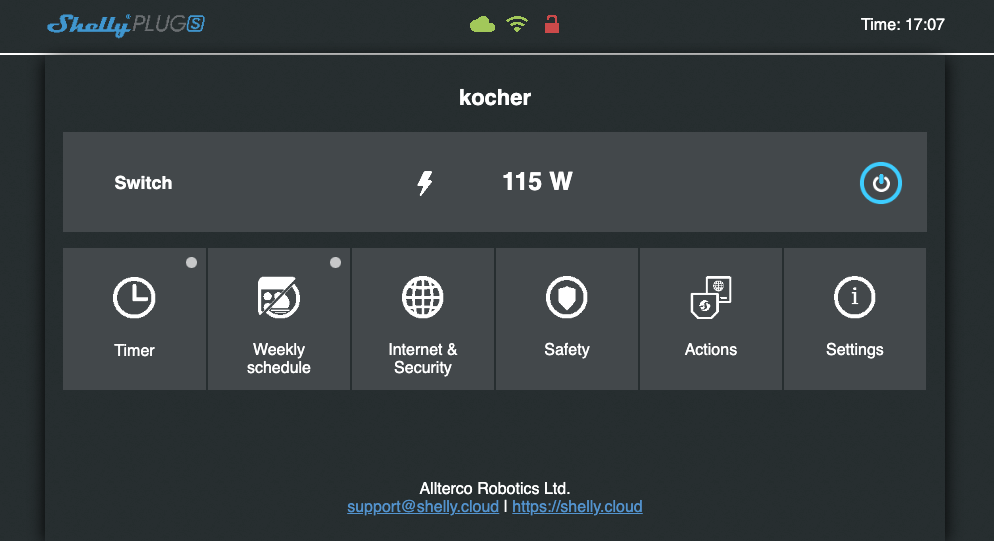 Shelly PLUG S
Time: 17:07
kocher
Switch
115 W
Timer
Weekly
schedule
Internet &
Security
Safety
Actions
Settings
Allterco Robotics Ltd.
support@shelly.cloud | https://shelly.cloud